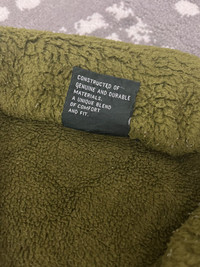 CONSTRUCTED OF
GENUINE AND DURABLE
MATERIALS.
A UNIQUE BLEND
OF COMFORT
AND FIT.